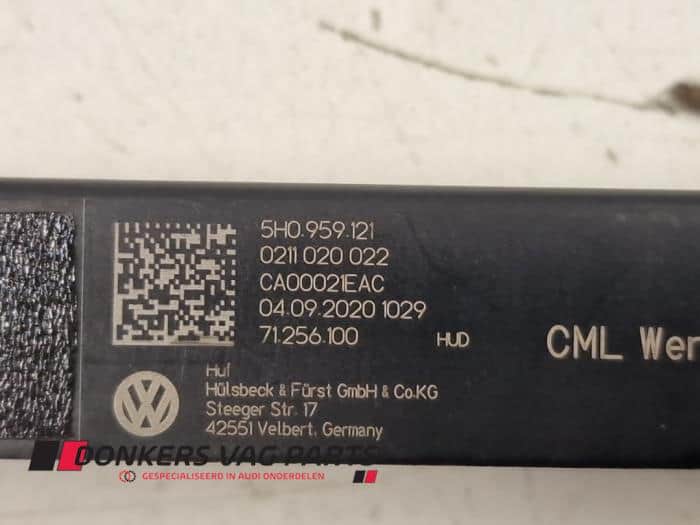 5H0.959.121
0211 020 022
CA00021EAC
04.09.2020 1029
71.256.100 HUD
CML Wer
Huf
Hülsbeck & Fürst GmbH & Co.KG
Steeger Str. 17
42551 Velbert, Germany
DONKERS VAG PARTS
GESPECIALISEERD IN AUDI ONDERDELEN